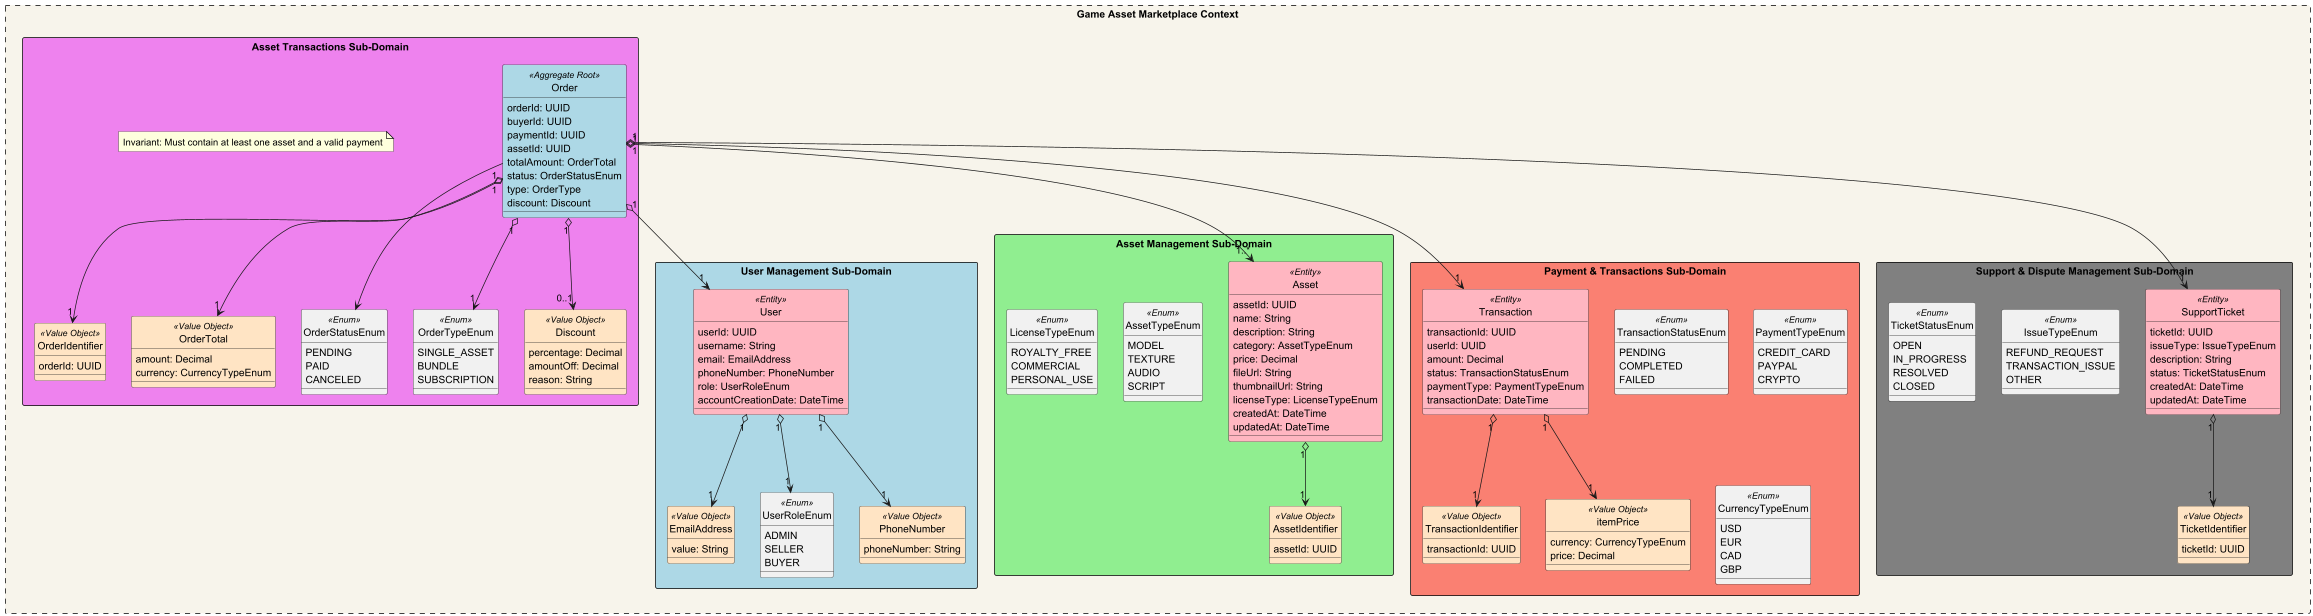 Game Asset Marketplace Context
Asset Transactions Sub-Domain
«Aggregate Root»
Order
orderId: UUID
buyerId: UUID
paymentId: UUID
assetId: UUID
totalAmount: OrderTotal
status: OrderStatusEnum
type: OrderType
discount: Discount
Invariant: Must contain at least one asset and a valid payment
1
1
1
1
1
1
1
1
1
1
0..1
«Value Object»
OrderIdentifier
orderId: UUID
«Value Object»
OrderTotal
amount: Decimal
currency: CurrencyTypeEnum
«Enum»
OrderStatusEnum
PENDING
PAID
CANCELED
«Enum»
OrderTypeEnum
SINGLE_ASSET
BUNDLE
SUBSCRIPTION
«Value Object»
Discount
percentage: Decimal
amountOff: Decimal
reason: String
User Management Sub-Domain
1
«Entity»
User
userId: UUID
username: String
email: EmailAddress
phoneNumber: PhoneNumber
role: UserRoleEnum
accountCreationDate: DateTime
1
1
1
1
1
1
«Value Object»
EmailAddress
value: String
«Enum»
UserRoleEnum
ADMIN
SELLER
BUYER
«Value Object»
PhoneNumber
phoneNumber: String
Asset Management Sub-Domain
«Enum»
LicenseTypeEnum
ROYALTY_FREE
COMMERCIAL
PERSONAL_USE
«Enum»
AssetTypeEnum
MODEL
TEXTURE
AUDIO
SCRIPT
«Entity»
Asset
assetId: UUID
name: String
description: String
category: AssetTypeEnum
price: Decimal
fileUrl: String
thumbnailUrl: String
licenseType: LicenseTypeEnum
createdAt: DateTime
updatedAt: DateTime
1
1
«Value Object»
AssetIdentifier
assetId: UUID
Payment & Transactions Sub-Domain
1
«Entity»
Transaction
transactionId: UUID
userId: UUID
amount: Decimal
status: TransactionStatusEnum
paymentType: PaymentTypeEnum
transactionDate: DateTime
«Enum»
TransactionStatusEnum
PENDING
COMPLETED
FAILED
«Enum»
PaymentTypeEnum
CREDIT_CARD
PAYPAL
CRYPTO
1
1
1
1
«Value Object»
TransactionIdentifier
transactionId: UUID
«Value Object»
itemPrice
currency: CurrencyTypeEnum
price: Decimal
«Enum»
CurrencyTypeEnum
USD
EUR
CAD
GBP
Support & Dispute Management Sub-Domain
1
«Enum»
TicketStatusEnum
OPEN
IN_PROGRESS
RESOLVED
CLOSED
«Enum»
IssueTypeEnum
REFUND_REQUEST
TRANSACTION_ISSUE
OTHER
«Entity»
SupportTicket
ticketId: UUID
issueType: IssueTypeEnum
description: String
status: TicketStatusEnum
createdAt: DateTime
updatedAt: DateTime
1
1
«Value Object»
TicketIdentifier
ticketId: UUID